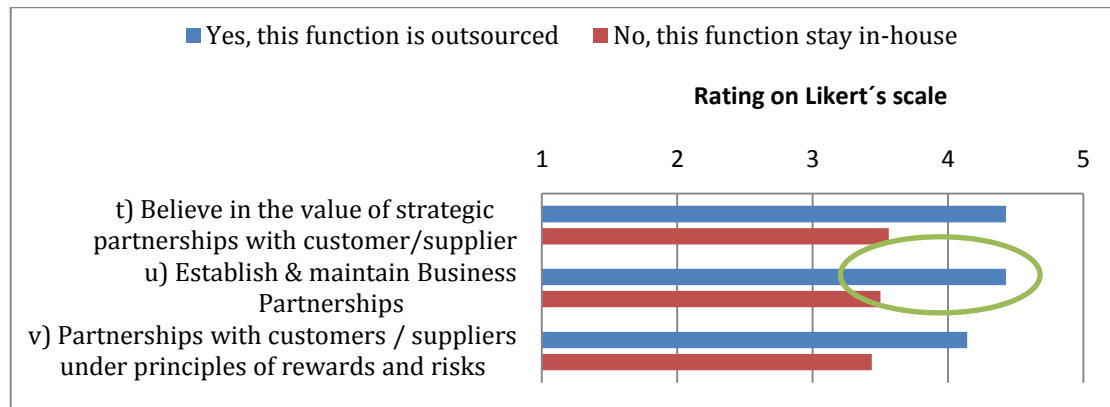 Yes, this function is outsourced No, this function stay in-house
Rating on Likert´s scale
1 2 3 4 5
t) Believe in the value of strategic
partnerships with customer/supplier
u) Establish & maintain Business
Partnerships
v) Partnerships with customers / suppliers
under principles of rewards and risks